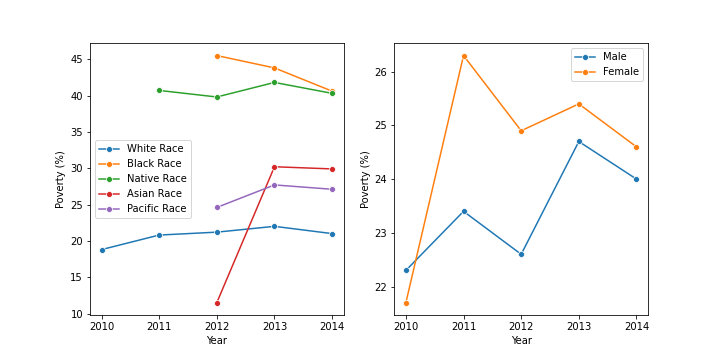 45
40
35
30
25
20
15
10
Poverty (%)
White Race
Black Race
Native Race
Asian Race
Pacific Race
2010 2011 2012 2013 2014
Year
26
25
24
23
22
Poverty (%)
Male
Female
2010 2011 2012 2013 2014
Year